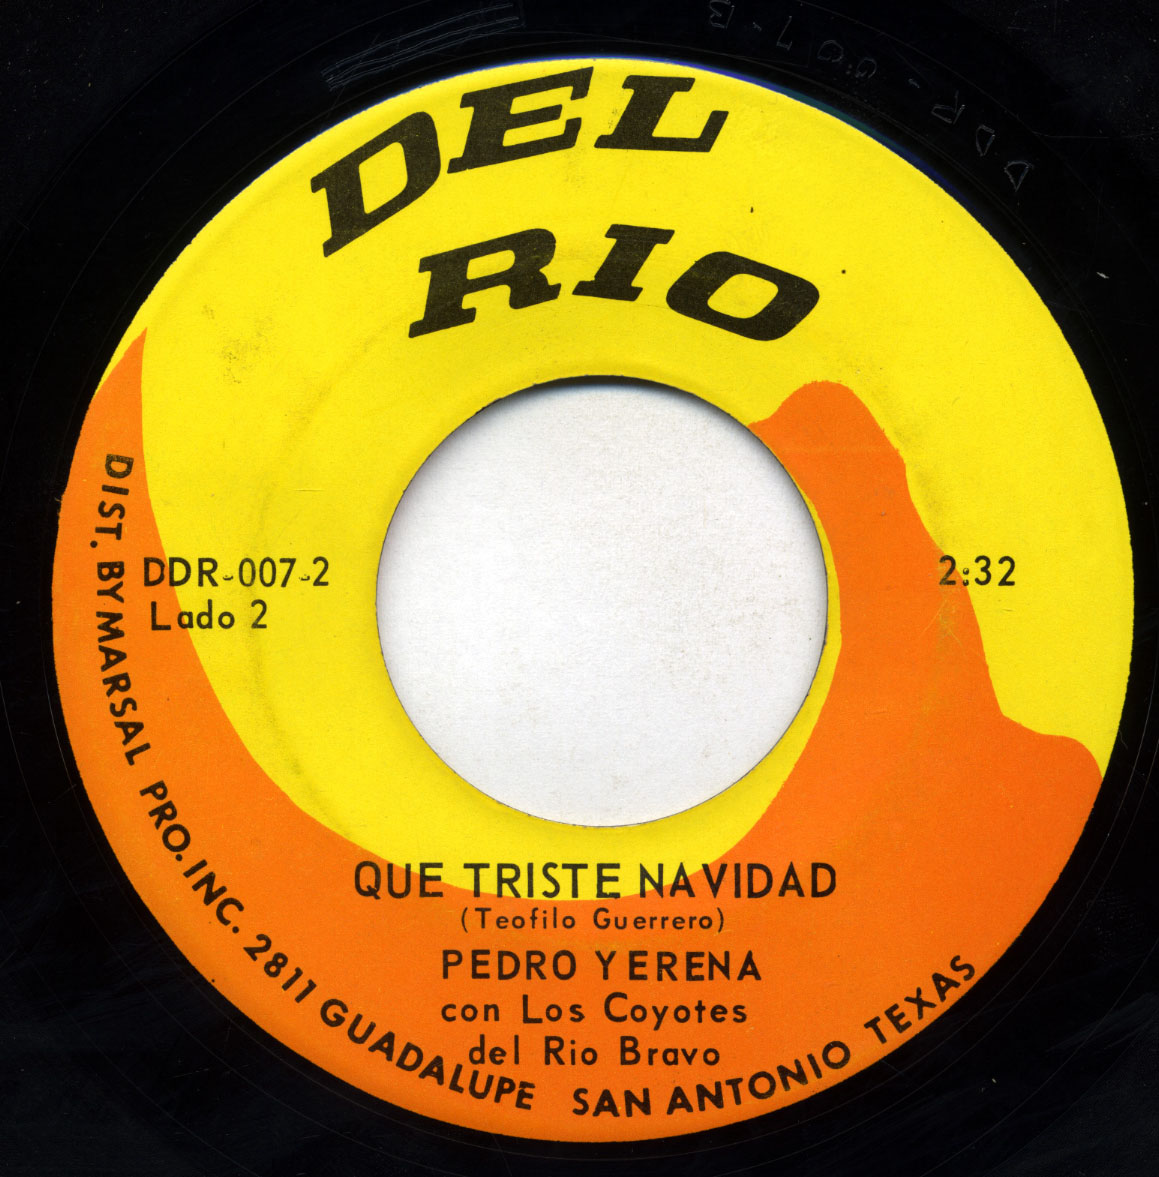 DEL
RIO
DDR-007-2
Lado 2
2:32
QUE TRISTE NAVIDAD
(Teofilo Guerrero)
PEDRO YERENA
con Los Coyotes
del Rio Bravo
DIST. BY MARSAL PRO. INC. 2811 GUADALUPE SAN ANTONIO TEXAS
DDR-007-B